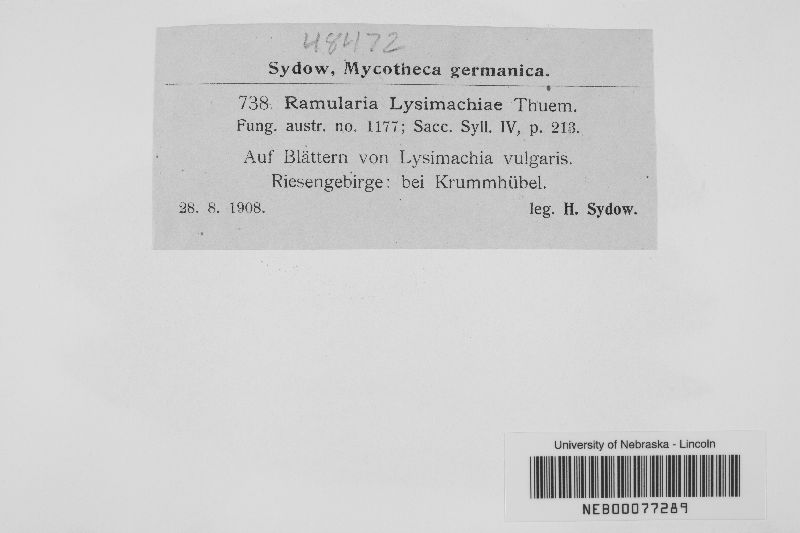 48472
Sydow, Mycotheca germanica.
738. Ramularia Lysimachiae Thuem.
Fung. austr. no. 1177; Sacc. Syll. IV, p. 213.
Auf Blättern von Lysimachia vulgaris.
Riesengebirge: bei Krummhübel.
28. 8. 1908. leg. H. Sydow.
University of Nebraska - Lincoln
NEB00077289